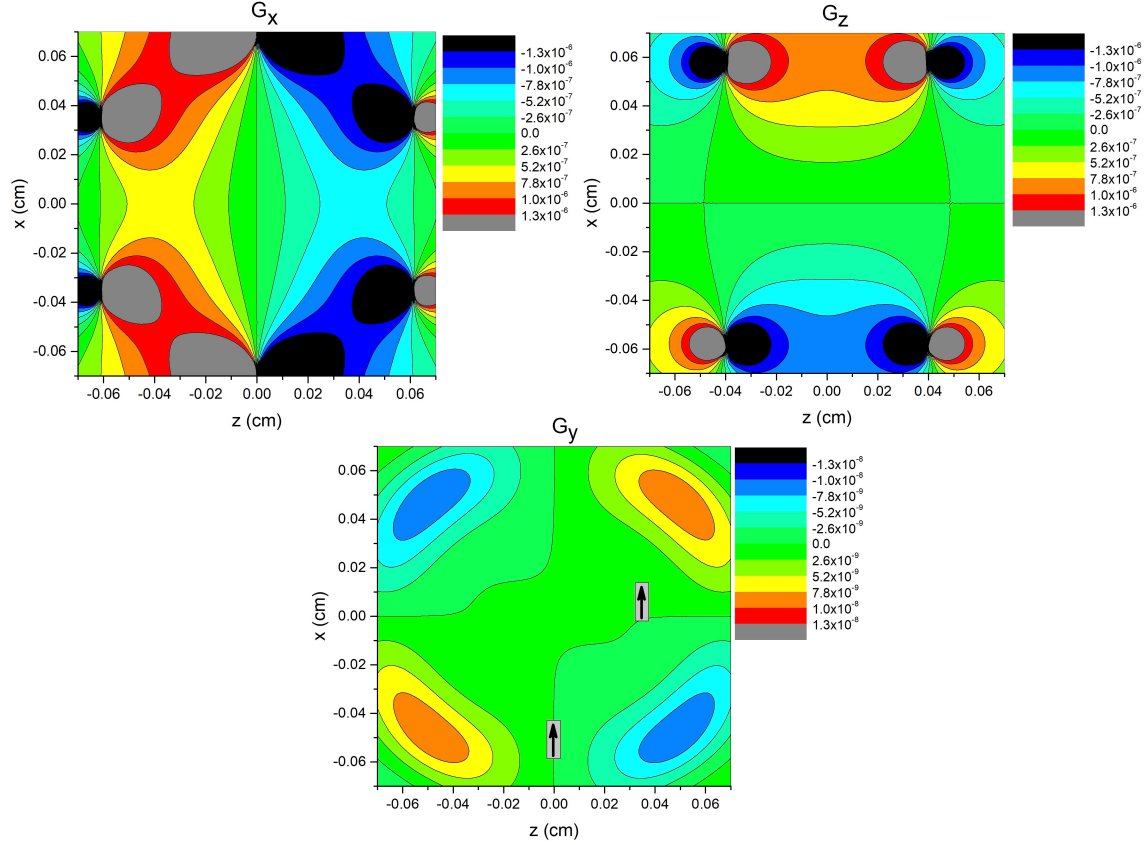 Gx
x (cm)
0.06
0.04
0.02
0.00
-0.02
-0.04
-0.06
-0.06 -0.04 -0.02 0.00 0.02 0.04 0.06
z (cm)
-1.3x10⁻⁶
-1.0x10⁻⁶
-7.8x10⁻⁷
-5.2x10⁻⁷
-2.6x10⁻⁷
0.0
2.6x10⁻⁷
5.2x10⁻⁷
7.8x10⁻⁷
1.0x10⁻⁶
1.3x10⁻⁶
Gz
x (cm)
0.06
0.04
0.02
0.00
-0.02
-0.04
-0.06
-0.06 -0.04 -0.02 0.00 0.02 0.04 0.06
z (cm)
-1.3x10⁻⁶
-1.0x10⁻⁶
-7.8x10⁻⁷
-5.2x10⁻⁷
-2.6x10⁻⁷
0.0
2.6x10⁻⁷
5.2x10⁻⁷
7.8x10⁻⁷
1.0x10⁻⁶
1.3x10⁻⁶
Gy
x (cm)
0.06
0.04
0.02
0.00
-0.02
-0.04
-0.06
-0.06 -0.04 -0.02 0.00 0.02 0.04 0.06
z (cm)
-1.3x10⁻⁸
-1.0x10⁻⁸
-7.8x10⁻⁹
-5.2x10⁻⁹
-2.6x10⁻⁹
0.0
2.6x10⁻⁹
5.2x10⁻⁹
7.8x10⁻⁹
1.0x10⁻⁸
1.3x10⁻⁸